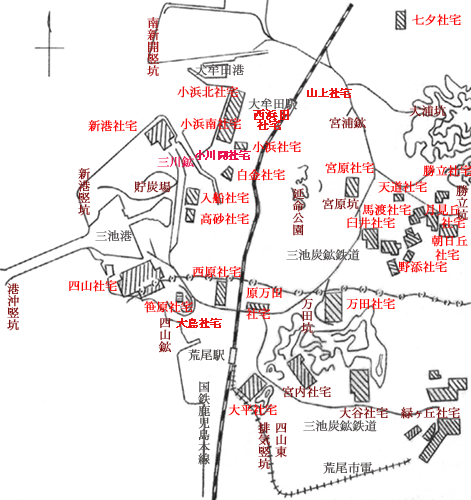 七夕社宅
南新開竪坑
大牟田港
小浜北社宅
大牟田駅
山上社宅
西浜田
社宅
小浜南社宅
新港社宅
宮浦鉱
大浦坑
小川開社宅
小浜社宅
三川鉱
白金社宅
宮原社宅
勝立社宅
新港竪坑
貯炭場
入船社宅
延命公園
宮原坑
天道社宅
勝立坑
馬渡社宅
月見丘
社宅
高砂社宅
臼井社宅
朝日丘
社宅
三池港
三池炭鉱鉄道
野添社宅
西原社宅
四山社宅
原万田
社宅
万田坑
万田社宅
港沖竪坑
笹原社宅
大島社宅
四山鉱
荒尾駅
国鉄鹿児島本線
宮内社宅
大平社宅
大谷社宅
緑ヶ丘社宅
四山東
排気竪坑
三池炭鉱鉄道
荒尾市電